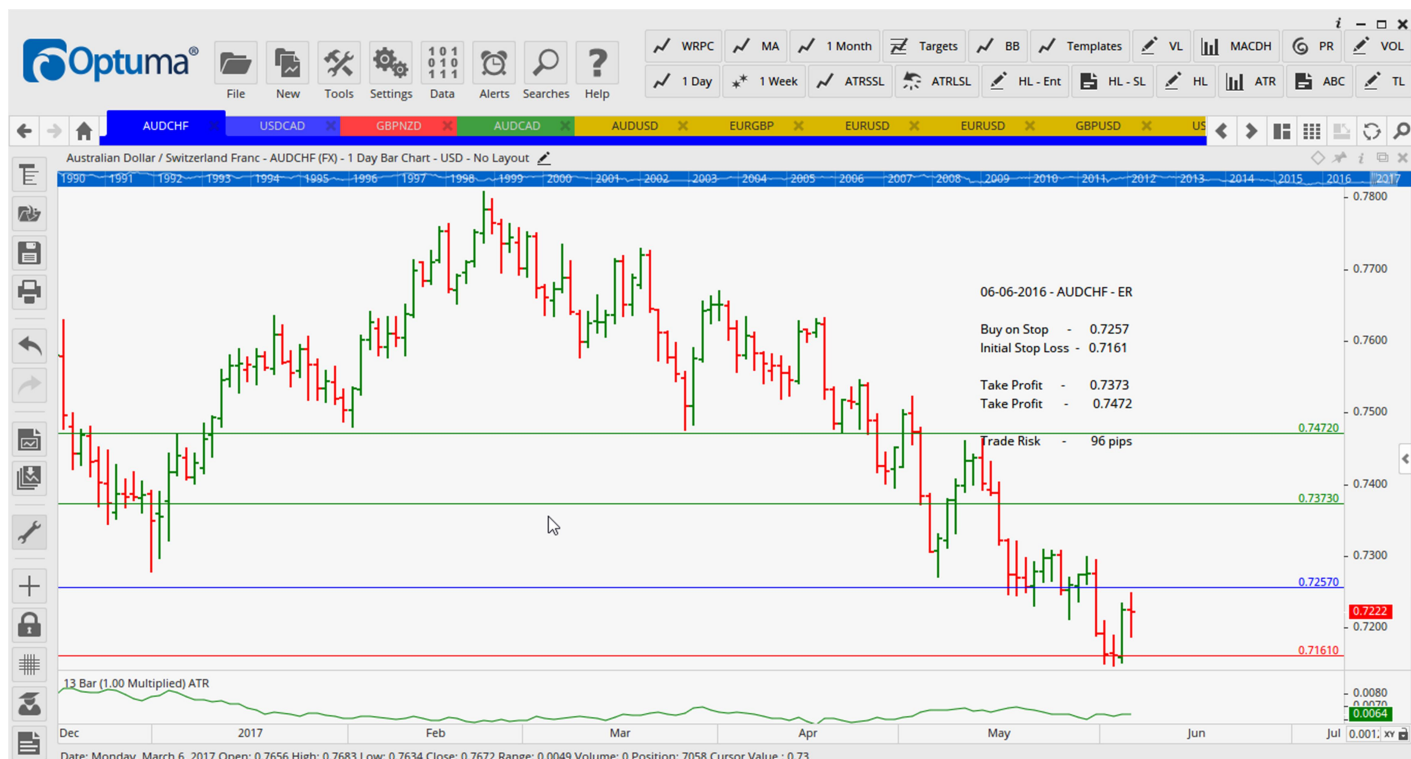 i
Optuma®
File New Tools Settings Data Alerts Searches Help
101 010 111
WRPC MA 1 Month Targets BB Templates VL MACDH PR VOL
1 Day 1 Week ATRSSL ATRLSL HL - Ent HL - SL HL ATR ABC TL
AUDCHF USDCAD GBPNZD AUDCAD AUDUSD EURGBP EURUSD EURUSD GBPUSD US
Australian Dollar / Switzerland Franc - AUDCHF (FX) - 1 Day Bar Chart - USD - No Layout
1990 1991 1992 1993 1994 1995 1996 1997 1998 1999 2000 2001 2002 2003 2004 2005 2006 2007 2008 2009 2010 2011 2012 2013 2014 2015 2016 2017
0.7800
0.7700
06-06-2016 - AUDCHF - ER
Buy on Stop - 0.7257
0.7600
Initial Stop Loss - 0.7161
Take Profit - 0.7373
Take Profit - 0.7472
0.7500
0.74720
Trade Risk - 96 pips
0.7400
0.73730
0.7300
0.72570
0.7222
0.7200
0.71610
13 Bar (1.00 Multiplied) ATR
0.0080
0.0070
0.0064
Dec 2017 Feb Mar Apr May Jun Jul 0.001: XY
Date: Monday, March 6, 2017 Open: 0.7656 High: 0.7683 Low: 0.7634 Close: 0.7672 Range: 0.0049 Volume: 0 Position: 7058 Cursor Value : 0.73